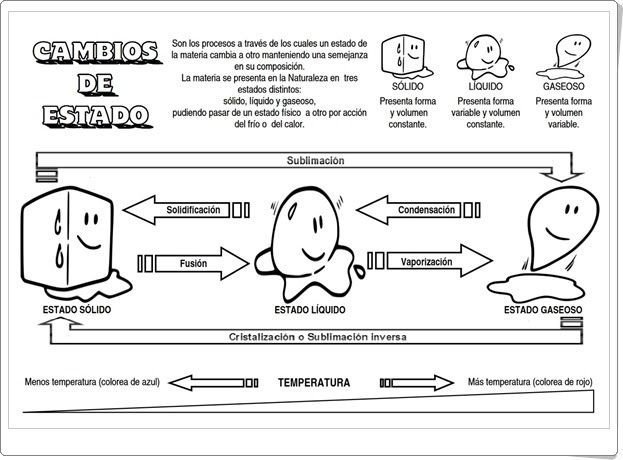 CAMBIOS
DE
ESTADO
Son los procesos a través de los cuales un estado de
la materia cambia a otro manteniendo una semejanza
en su composición.
La materia se presenta en la Naturaleza en tres
estados distintos:
sólido, líquido y gaseoso,
pudiendo pasar de un estado físico a otro por acción
del frío o del calor.
SÓLIDO
Presenta forma
y volumen
constante.
LÍQUIDO
Presenta forma
variable y volumen
constante.
GASEOSO
Presenta forma
y volumen
variable.
Sublimación
Solidificación
Condensación
Fusión
Vaporización
ESTADO SÓLIDO
ESTADO LÍQUIDO
ESTADO GASEOSO
Cristalización o Sublimación inversa
Menos temperatura (colorea de azul)
TEMPERATURA
Más temperatura (colorea de rojo)